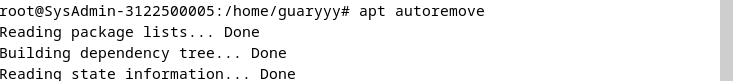 root@SysAdmin-3122500005:/home/guaryyy# apt autoremove
Reading package lists... Done
Building dependency tree... Done
Reading state information... Done